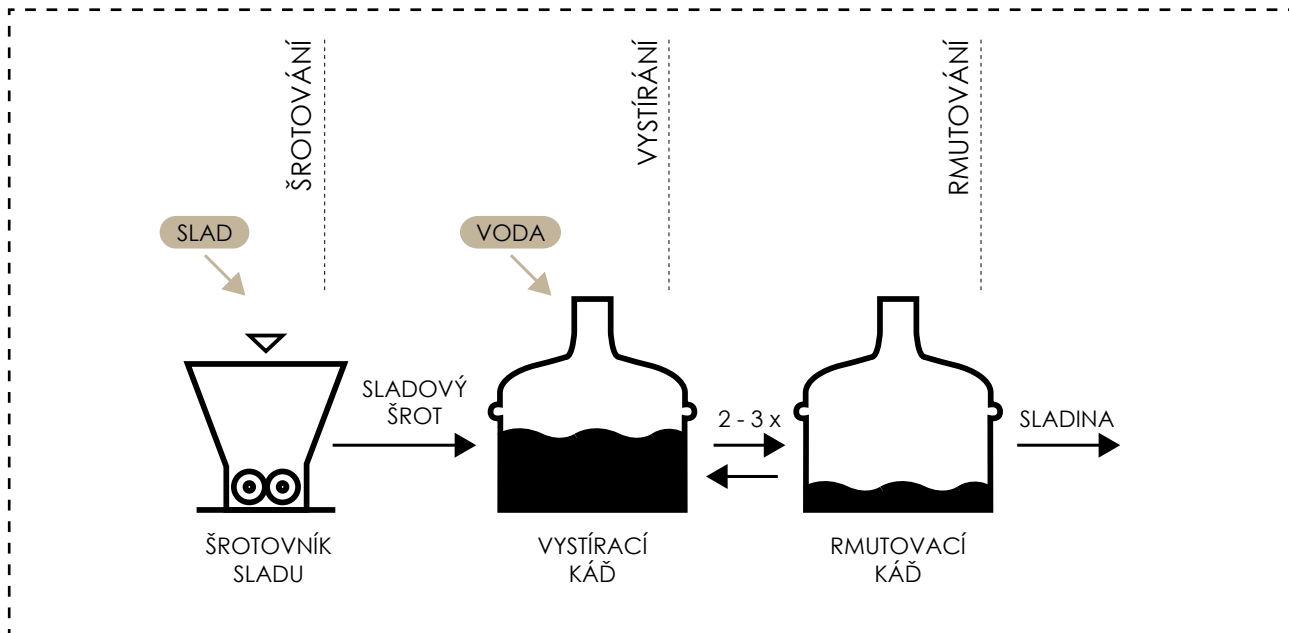 ŠROTOVÁNÍ
VYSTÍRÁNÍ
RMUTOVÁNÍ
SLAD
VODA
SLADOVÝ
ŠROT
2 - 3 x
SLADINA
ŠROTOVNÍK
SLADU
VYSTÍRACÍ
KÁĎ
RMUTOVACÍ
KÁĎ